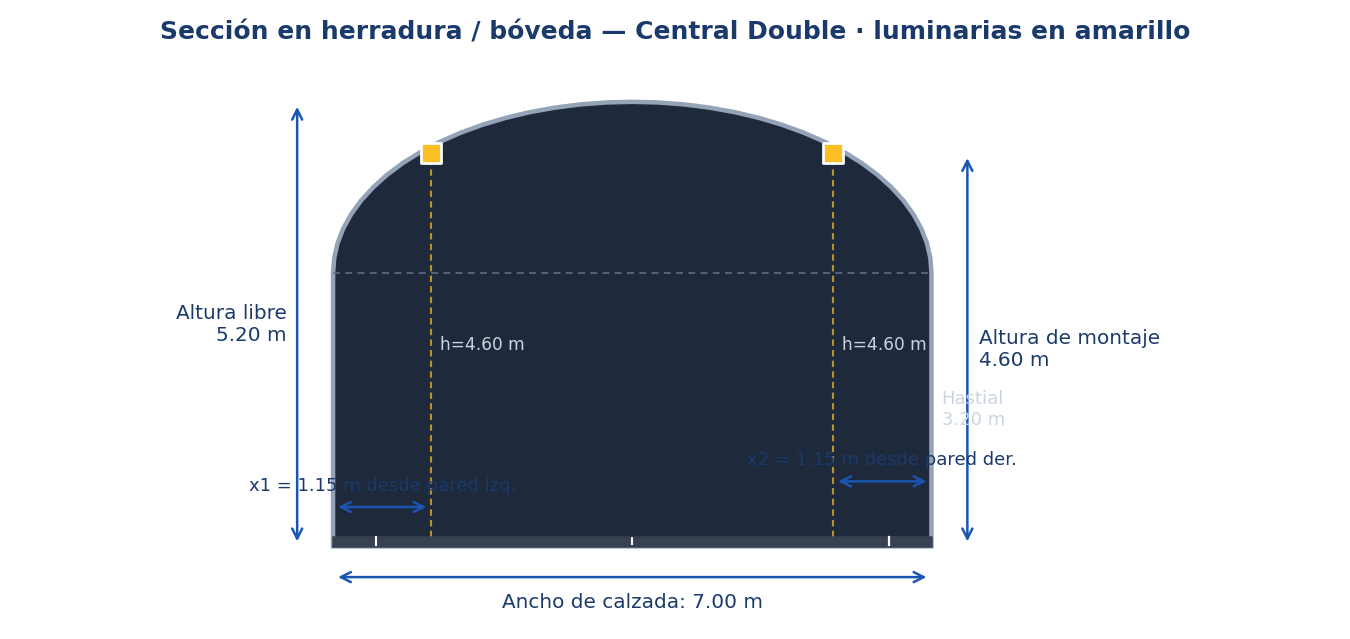 Sección en herradura / bóveda — Central Double · luminarias en amarillo
Altura libre
5.20 m
h=4.60 m
h=4.60 m
Altura de montaje
4.60 m
Hastial
3.20 m
x2 = 1.15 m desde pared der.
x1 = 1.15 m desde pared izq.
Ancho de calzada: 7.00 m